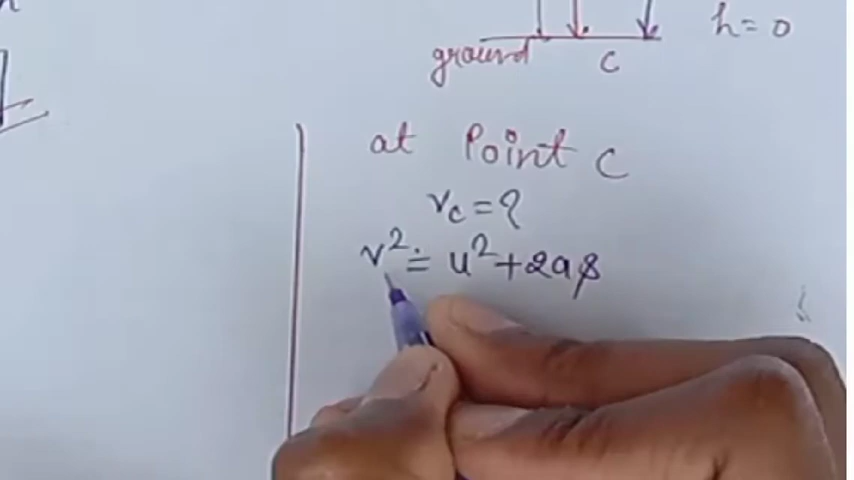 h = 0
ground C
at Point C
Vc = ?
v² = u² + 2as